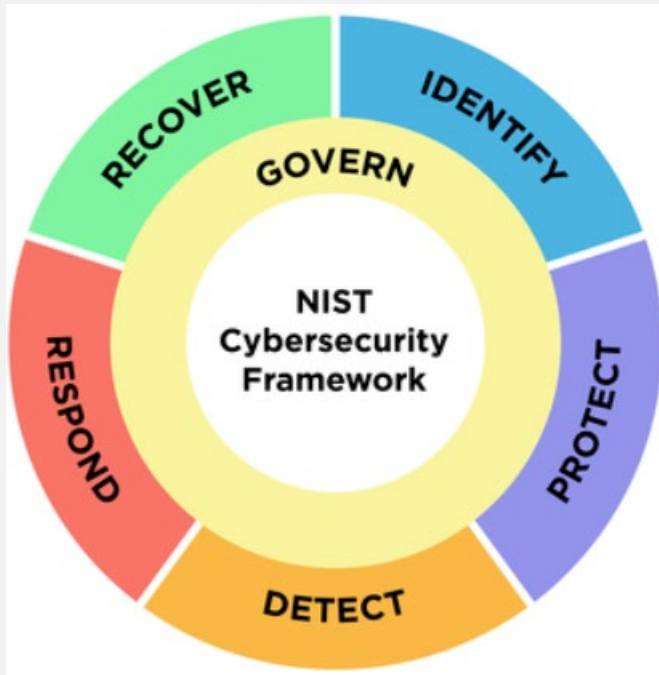 RECOVER
IDENTIFY
GOVERN
NIST
Cybersecurity
Framework
RESPOND
PROTECT
DETECT